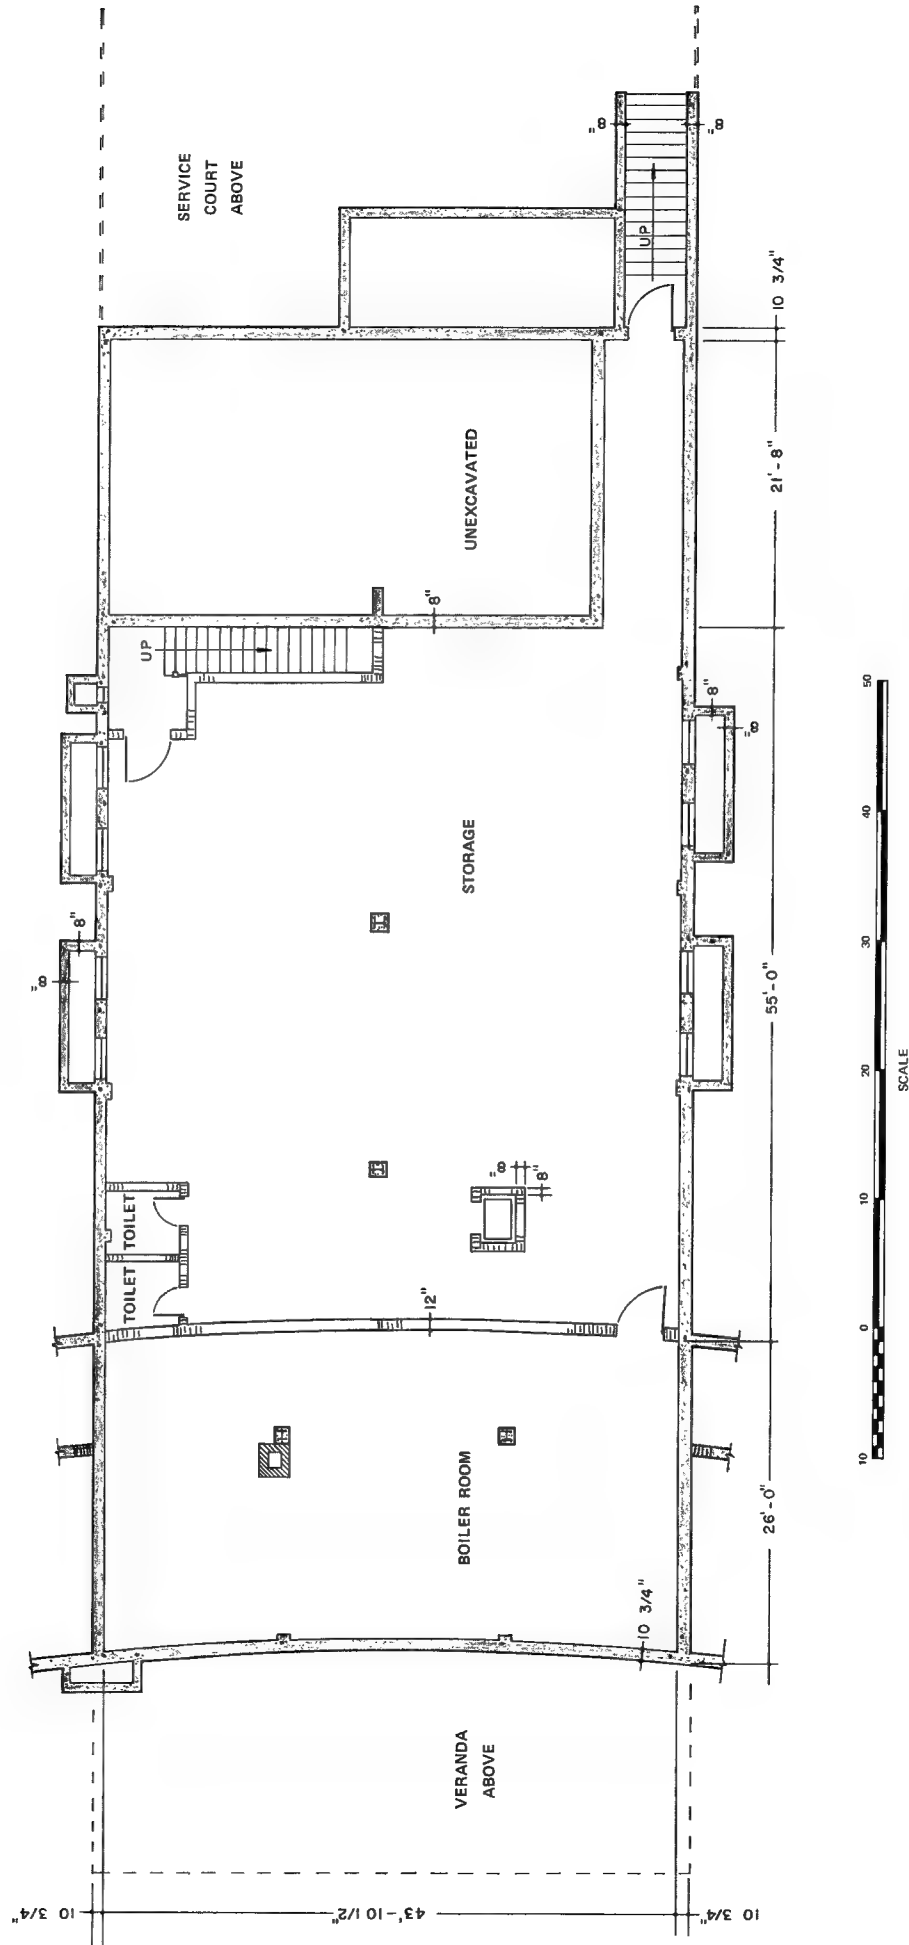 SERVICE
COURT
ABOVE
8"
8"
UP
10 3/4"
21'-8"
UNEXCAVATED
8"
UP
8"
8"
STORAGE
8"
8"
55'-0"
8"
8"
TOILET
TOILET
12"
BOILER ROOM
26'-0"
10 3/4"
VERANDA
ABOVE
10 3/4"
43'-10 1/2"
10 3/4"
10
0
10
20
30
40
50
SCALE